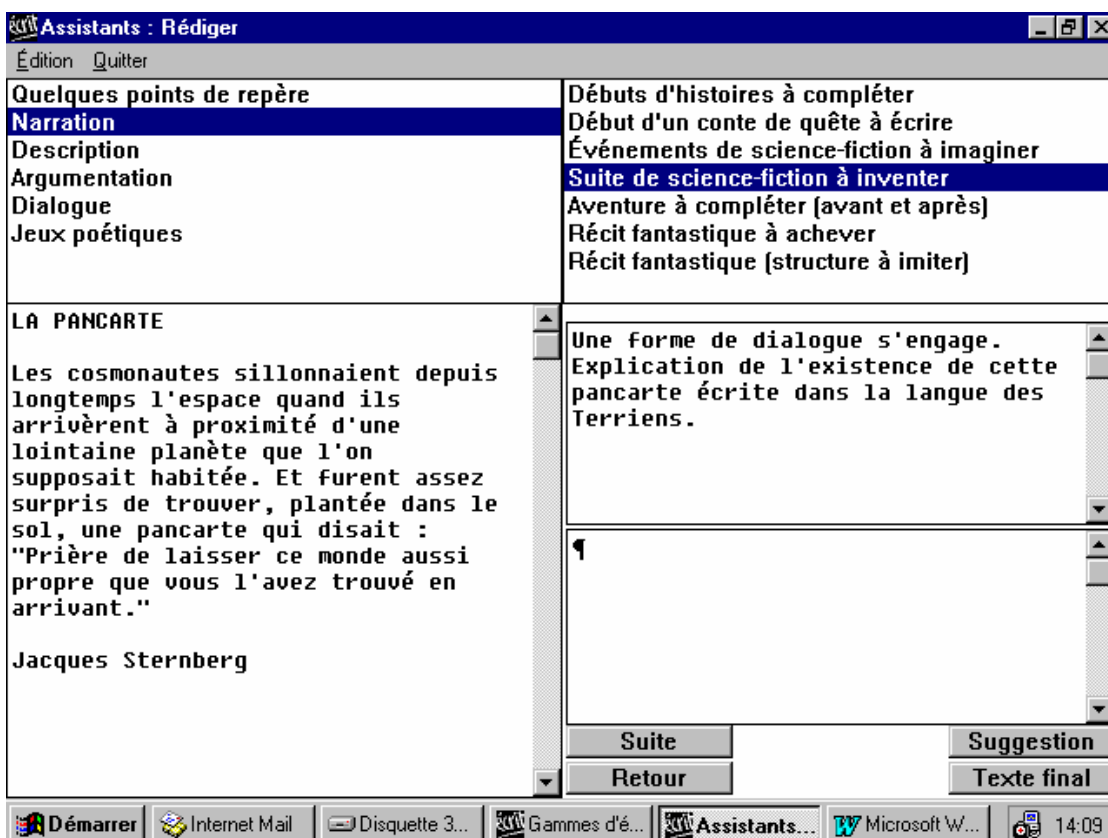 écrit Assistants : Rédiger
Édition Quitter
Quelques points de repère
Narration
Description
Argumentation
Dialogue
Jeux poétiques
Débuts d'histoires à compléter
Début d'un conte de quête à écrire
Événements de science-fiction à imaginer
Suite de science-fiction à inventer
Aventure à compléter (avant et après)
Récit fantastique à achever
Récit fantastique (structure à imiter)
LA PANCARTE
Les cosmonautes sillonnaient depuis
longtemps l'espace quand ils
arrivèrent à proximité d'une
lointaine planète que l'on
supposait habitée. Et furent assez
surpris de trouver, plantée dans le
sol, une pancarte qui disait :
"Prière de laisser ce monde aussi
propre que vous l'avez trouvé en
arrivant."
Jacques Sternberg
Une forme de dialogue s'engage.
Explication de l'existence de cette
pancarte écrite dans la langue des
Terriens.
¶
Suite
Suggestion
Retour
Texte final
Démarrer Internet Mail Disquette 3... Gammes d'é... Assistants... Microsoft W... 14:09